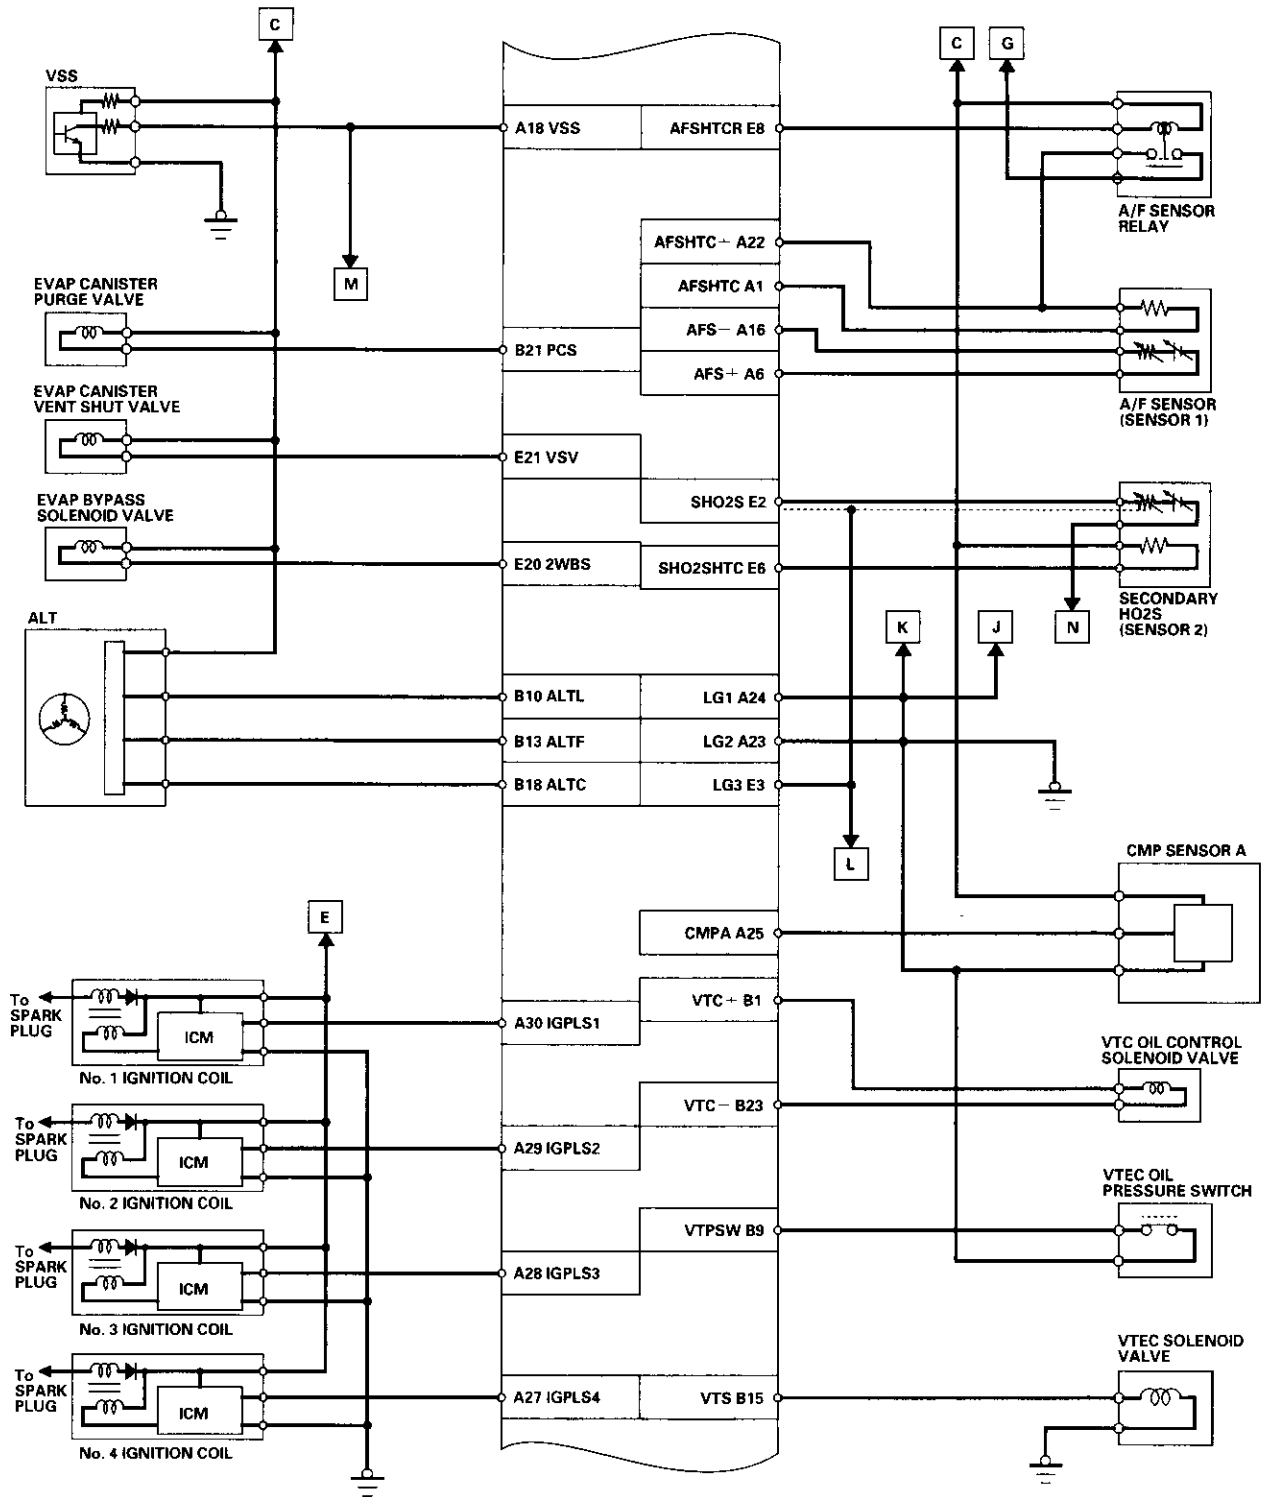 C
C
G
VSS
A18 VSS
AFSHTCR E8
A/F SENSOR
RELAY
AFSHTC+ A22
M
EVAP CANISTER
PURGE VALVE
AFSHTC A1
AFS− A16
B21 PCS
AFS+ A6
EVAP CANISTER
VENT SHUT VALVE
A/F SENSOR
(SENSOR 1)
E21 VSV
EVAP BYPASS
SOLENOID VALVE
SHO2S E2
E20 2WBS
SHO2SHTC E6
SECONDARY
HO2S
(SENSOR 2)
ALT
K
J
N
B10 ALTL
LG1 A24
B13 ALTF
LG2 A23
B18 ALTC
LG3 E3
L
CMP SENSOR A
E
CMPA A25
To
SPARK
PLUG
ICM
No. 1 IGNITION COIL
VTC+ B1
A30 IGPLS1
VTC OIL CONTROL
SOLENOID VALVE
To
SPARK
PLUG
ICM
No. 2 IGNITION COIL
VTC− B23
A29 IGPLS2
VTEC OIL
PRESSURE SWITCH
VTPSW B9
To
SPARK
PLUG
ICM
No. 3 IGNITION COIL
A28 IGPLS3
VTEC SOLENOID
VALVE
To
SPARK
PLUG
ICM
No. 4 IGNITION COIL
A27 IGPLS4
VTS B15